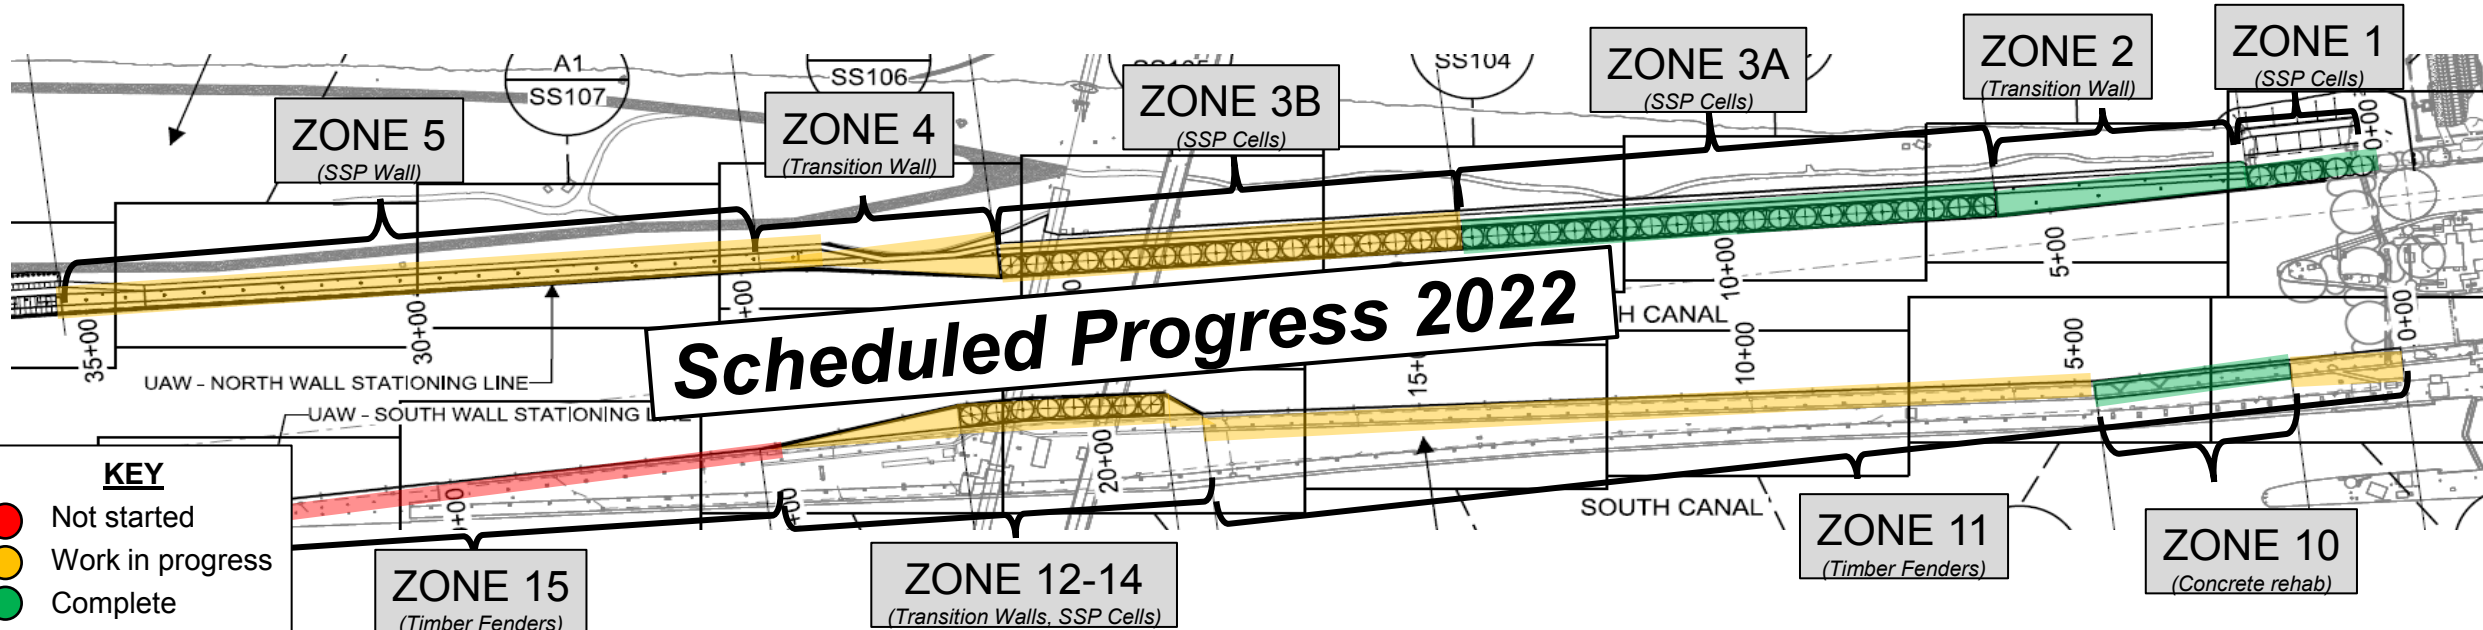 A1
SS107
SS106
SS104
ZONE 5
(SSP Wall)
ZONE 4
(Transition Wall)
ZONE 3B
(SSP Cells)
ZONE 3A
(SSP Cells)
ZONE 2
(Transition Wall)
ZONE 1
(SSP Cells)
0+00
5+00
10+00
30+00
35+00
+00
H CANAL
Scheduled Progress 2022
UAW - NORTH WALL STATIONING LINE
UAW - SOUTH WALL STATIONING
0+00
5+00
10+00
15+
20+00
+00
+00
SOUTH CANAL
KEY
Not started
Work in progress
Complete
ZONE 15
(Timber Fenders)
ZONE 12-14
(Transition Walls, SSP Cells)
ZONE 11
(Timber Fenders)
ZONE 10
(Concrete rehab)